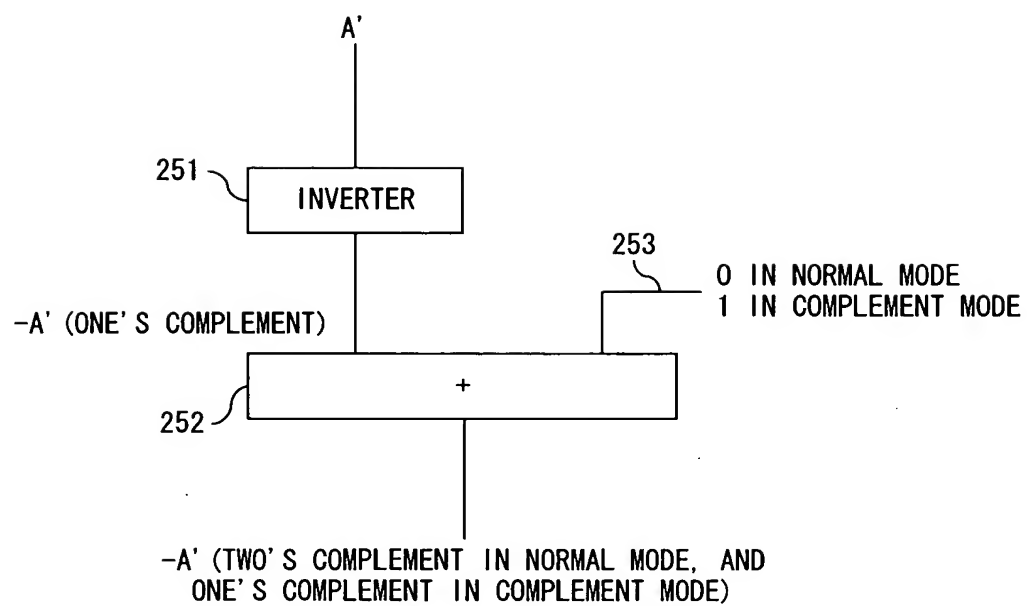 A'
251
INVERTER
253
0 IN NORMAL MODE
1 IN COMPLEMENT MODE
-A' (ONE'S COMPLEMENT)
+
252
-A' (TWO'S COMPLEMENT IN NORMAL MODE, AND
ONE'S COMPLEMENT IN COMPLEMENT MODE)